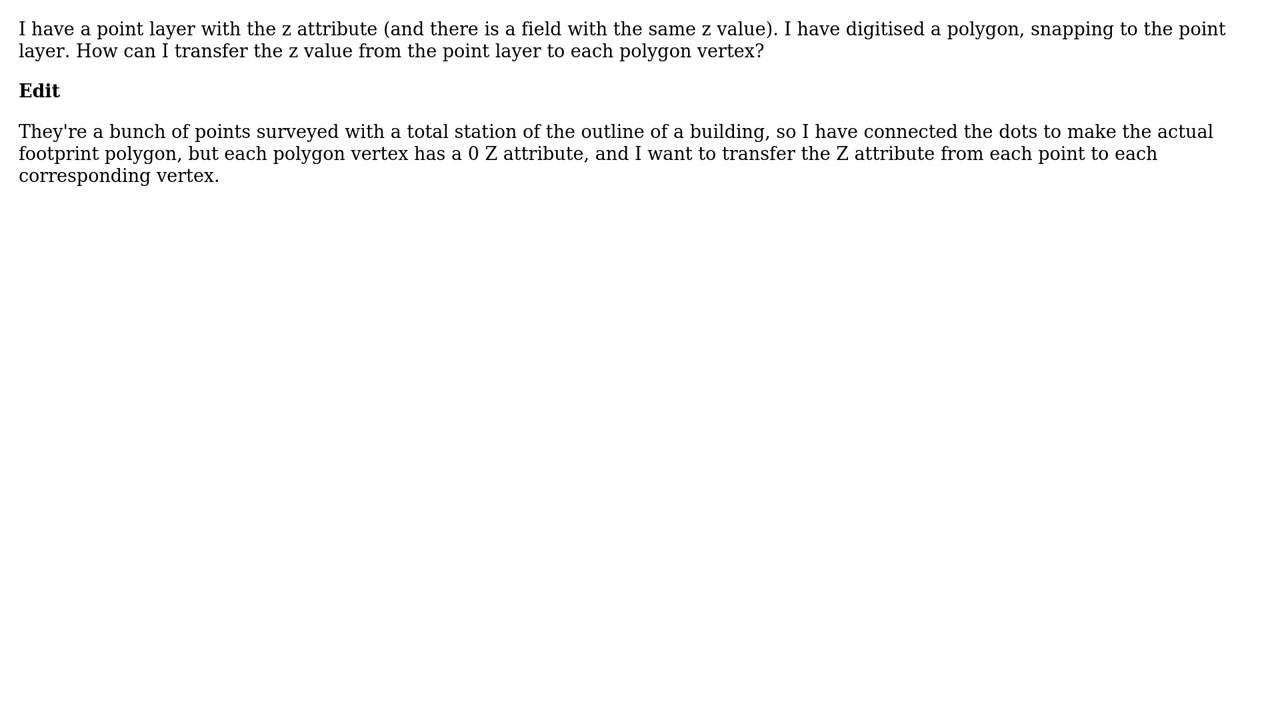 I have a point layer with the z attribute (and there is a field with the same z value). I have digitised a polygon, snapping to the point
layer. How can I transfer the z value from the point layer to each polygon vertex?
Edit
They're a bunch of points surveyed with a total station of the outline of a building, so I have connected the dots to make the actual
footprint polygon, but each polygon vertex has a 0 Z attribute, and I want to transfer the Z attribute from each point to each
corresponding vertex.